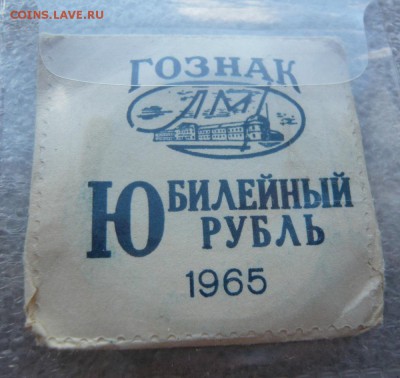 COINS.LAVE.RU
ГОЗНАК
ЛМД
ЮБИЛЕЙНЫЙ
РУБЛЬ
1965